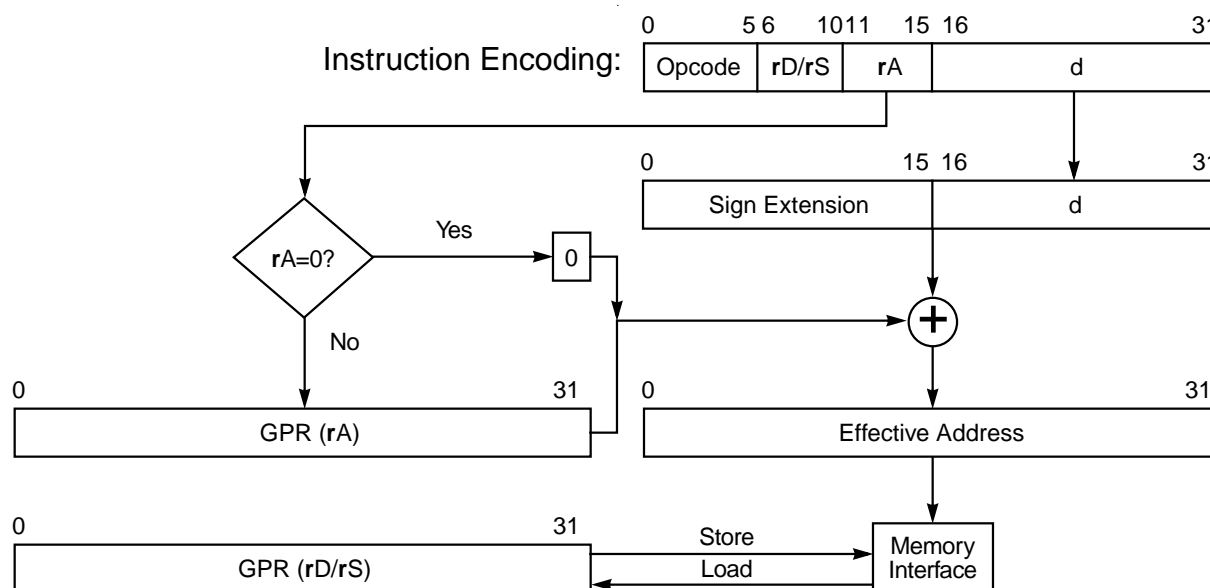 0 5 6 10 11 15 16 31
Instruction Encoding: Opcode rD/rS rA d
0 15 16 31
Sign Extension d
Yes
rA=0? 0
+
No
0 31 0 31
GPR (rA) Effective Address
0 31
Store Memory
GPR (rD/rS) Load Interface